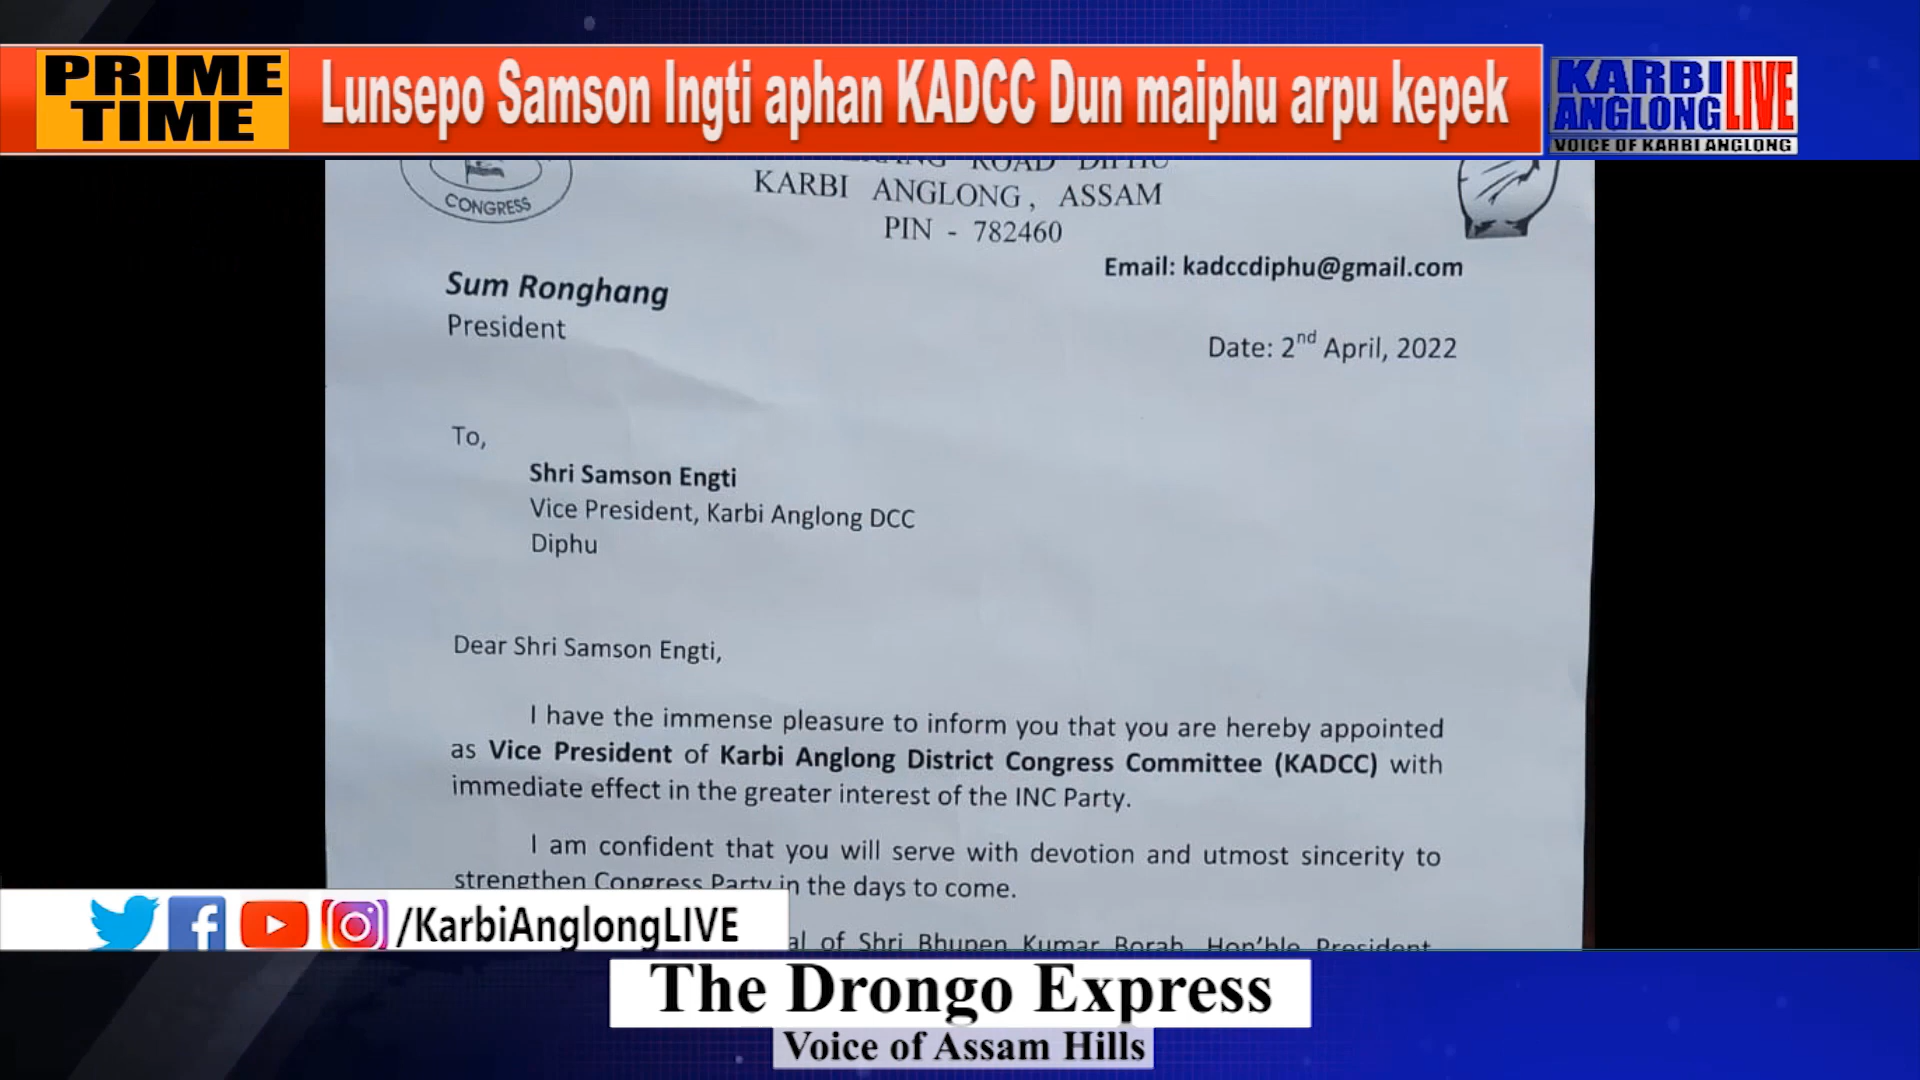 PRIME
TIME
Lunsepo Samson Ingti aphan KADCC Dun maiphu arpu kepek
KARBI
ANGLONG LIVE
VOICE OF KARBI ANGLONG
ROAD DIPHU
CONGRESS
KARBI ANGLONG, ASSAM
PIN - 782460
Email: kadccdiphu@gmail.com
Sum Ronghang
President
Date: 2nd April, 2022
To,
Shri Samson Engti
Vice President, Karbi Anglong DCC
Diphu
Dear Shri Samson Engti,
I have the immense pleasure to inform you that you are hereby appointed
as Vice President of Karbi Anglong District Congress Committee (KADCC) with
immediate effect in the greater interest of the INC Party.
I am confident that you will serve with devotion and utmost sincerity to
strengthen Congress Party in the days to come.
of Shri Bhupen Kumar Borah, Hon'ble President
/KarbiAnglongLIVE
The Drongo Express
Voice of Assam Hills